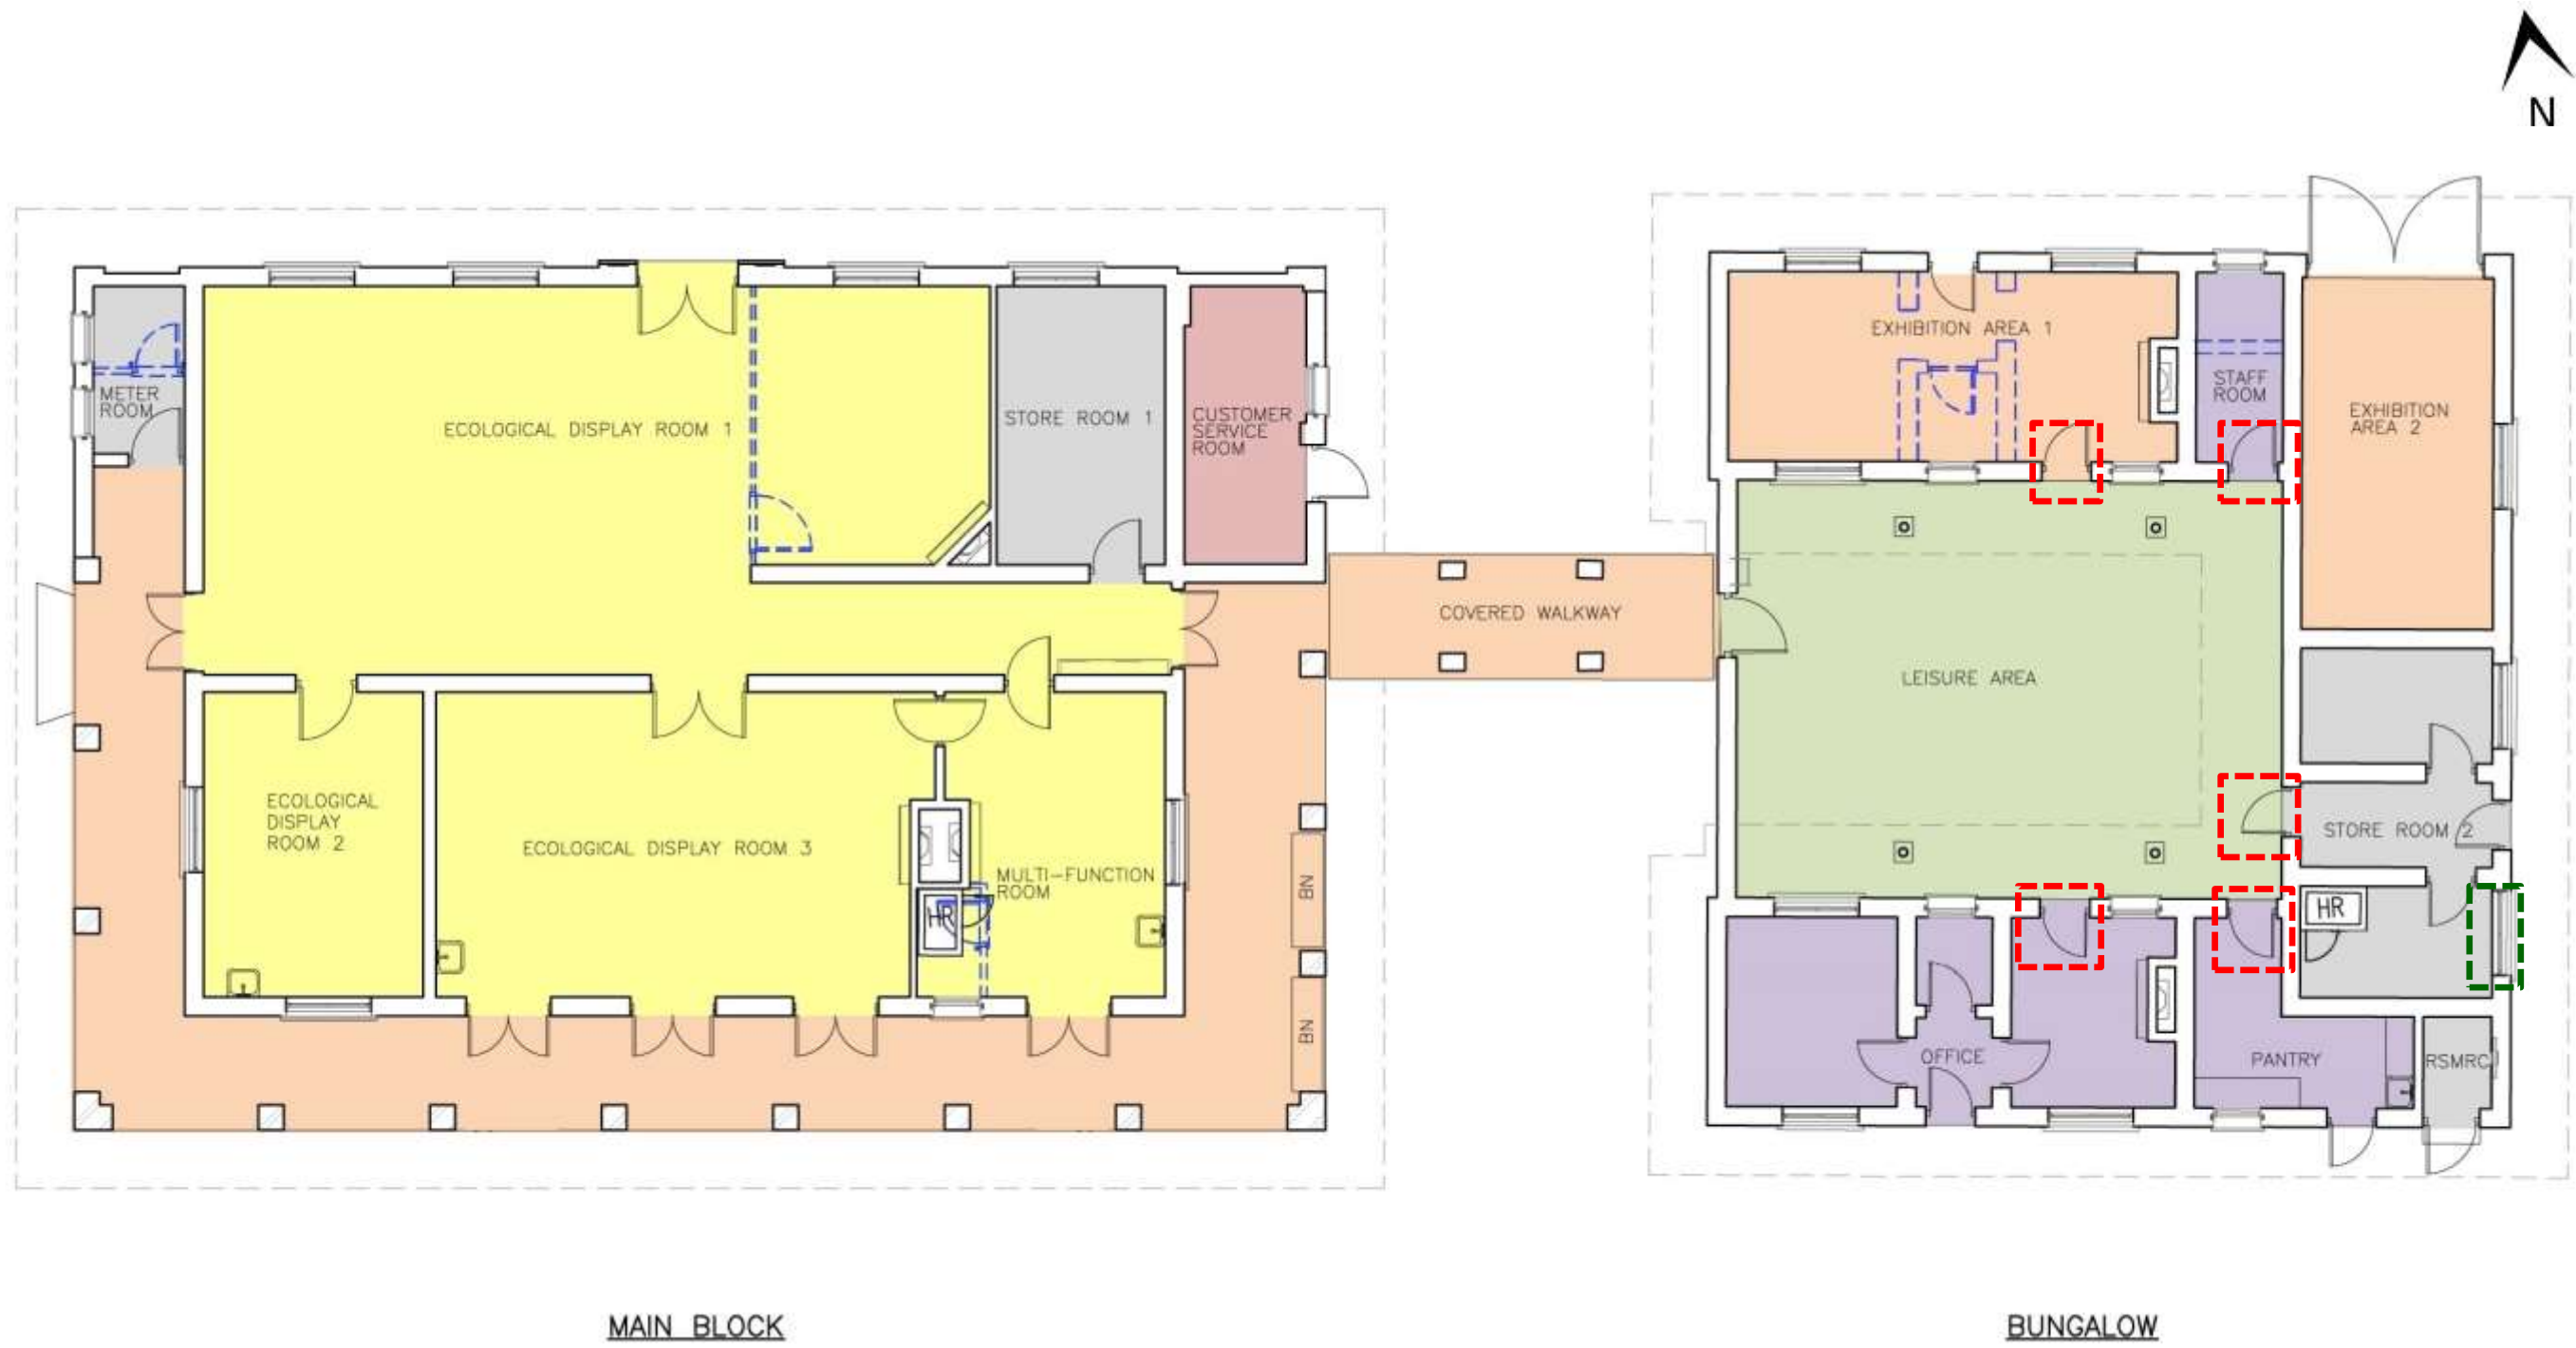 N
METER
ROOM
ECOLOGICAL DISPLAY ROOM 1
STORE ROOM 1
CUSTOMER
SERVICE
ROOM
EXHIBITION AREA 1
STAFF
ROOM
EXHIBITION
AREA 2
COVERED WALKWAY
LEISURE AREA
ECOLOGICAL
DISPLAY
ROOM 2
ECOLOGICAL DISPLAY ROOM 3
MULTI-FUNCTION
ROOM
HR
BN
BN
STORE ROOM 2
HR
OFFICE
PANTRY
RSMRC
MAIN BLOCK
BUNGALOW